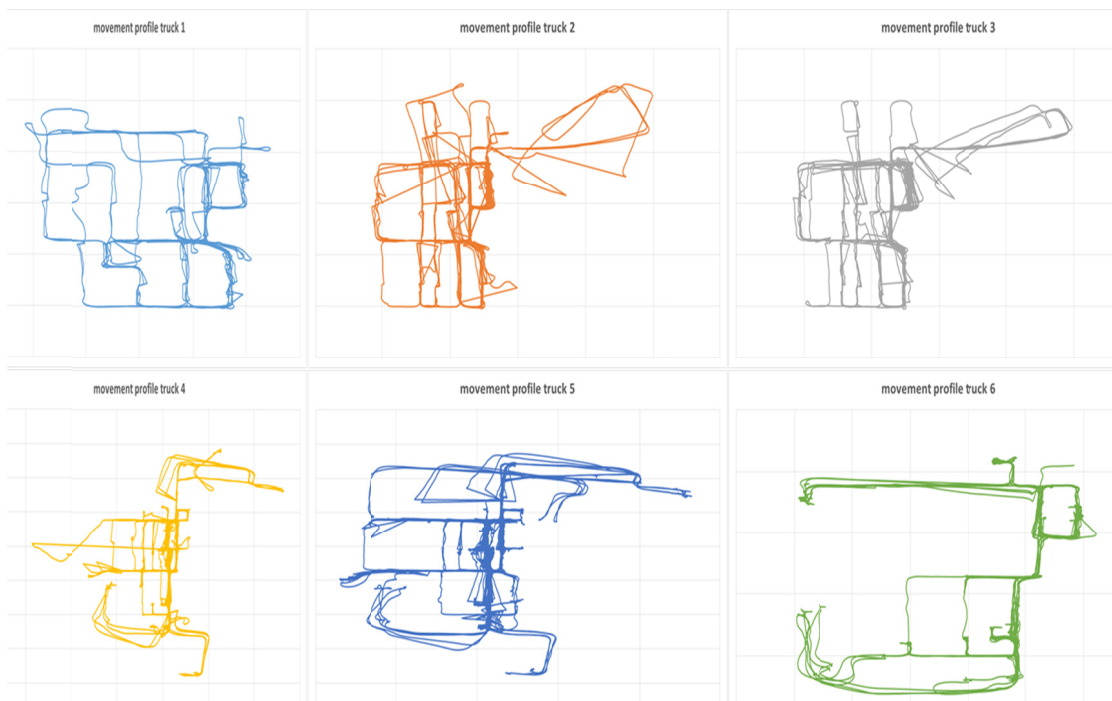 movement profile truck 1
movement profile truck 2
movement profile truck 3
movement profile truck 4
movement profile truck 5
movement profile truck 6